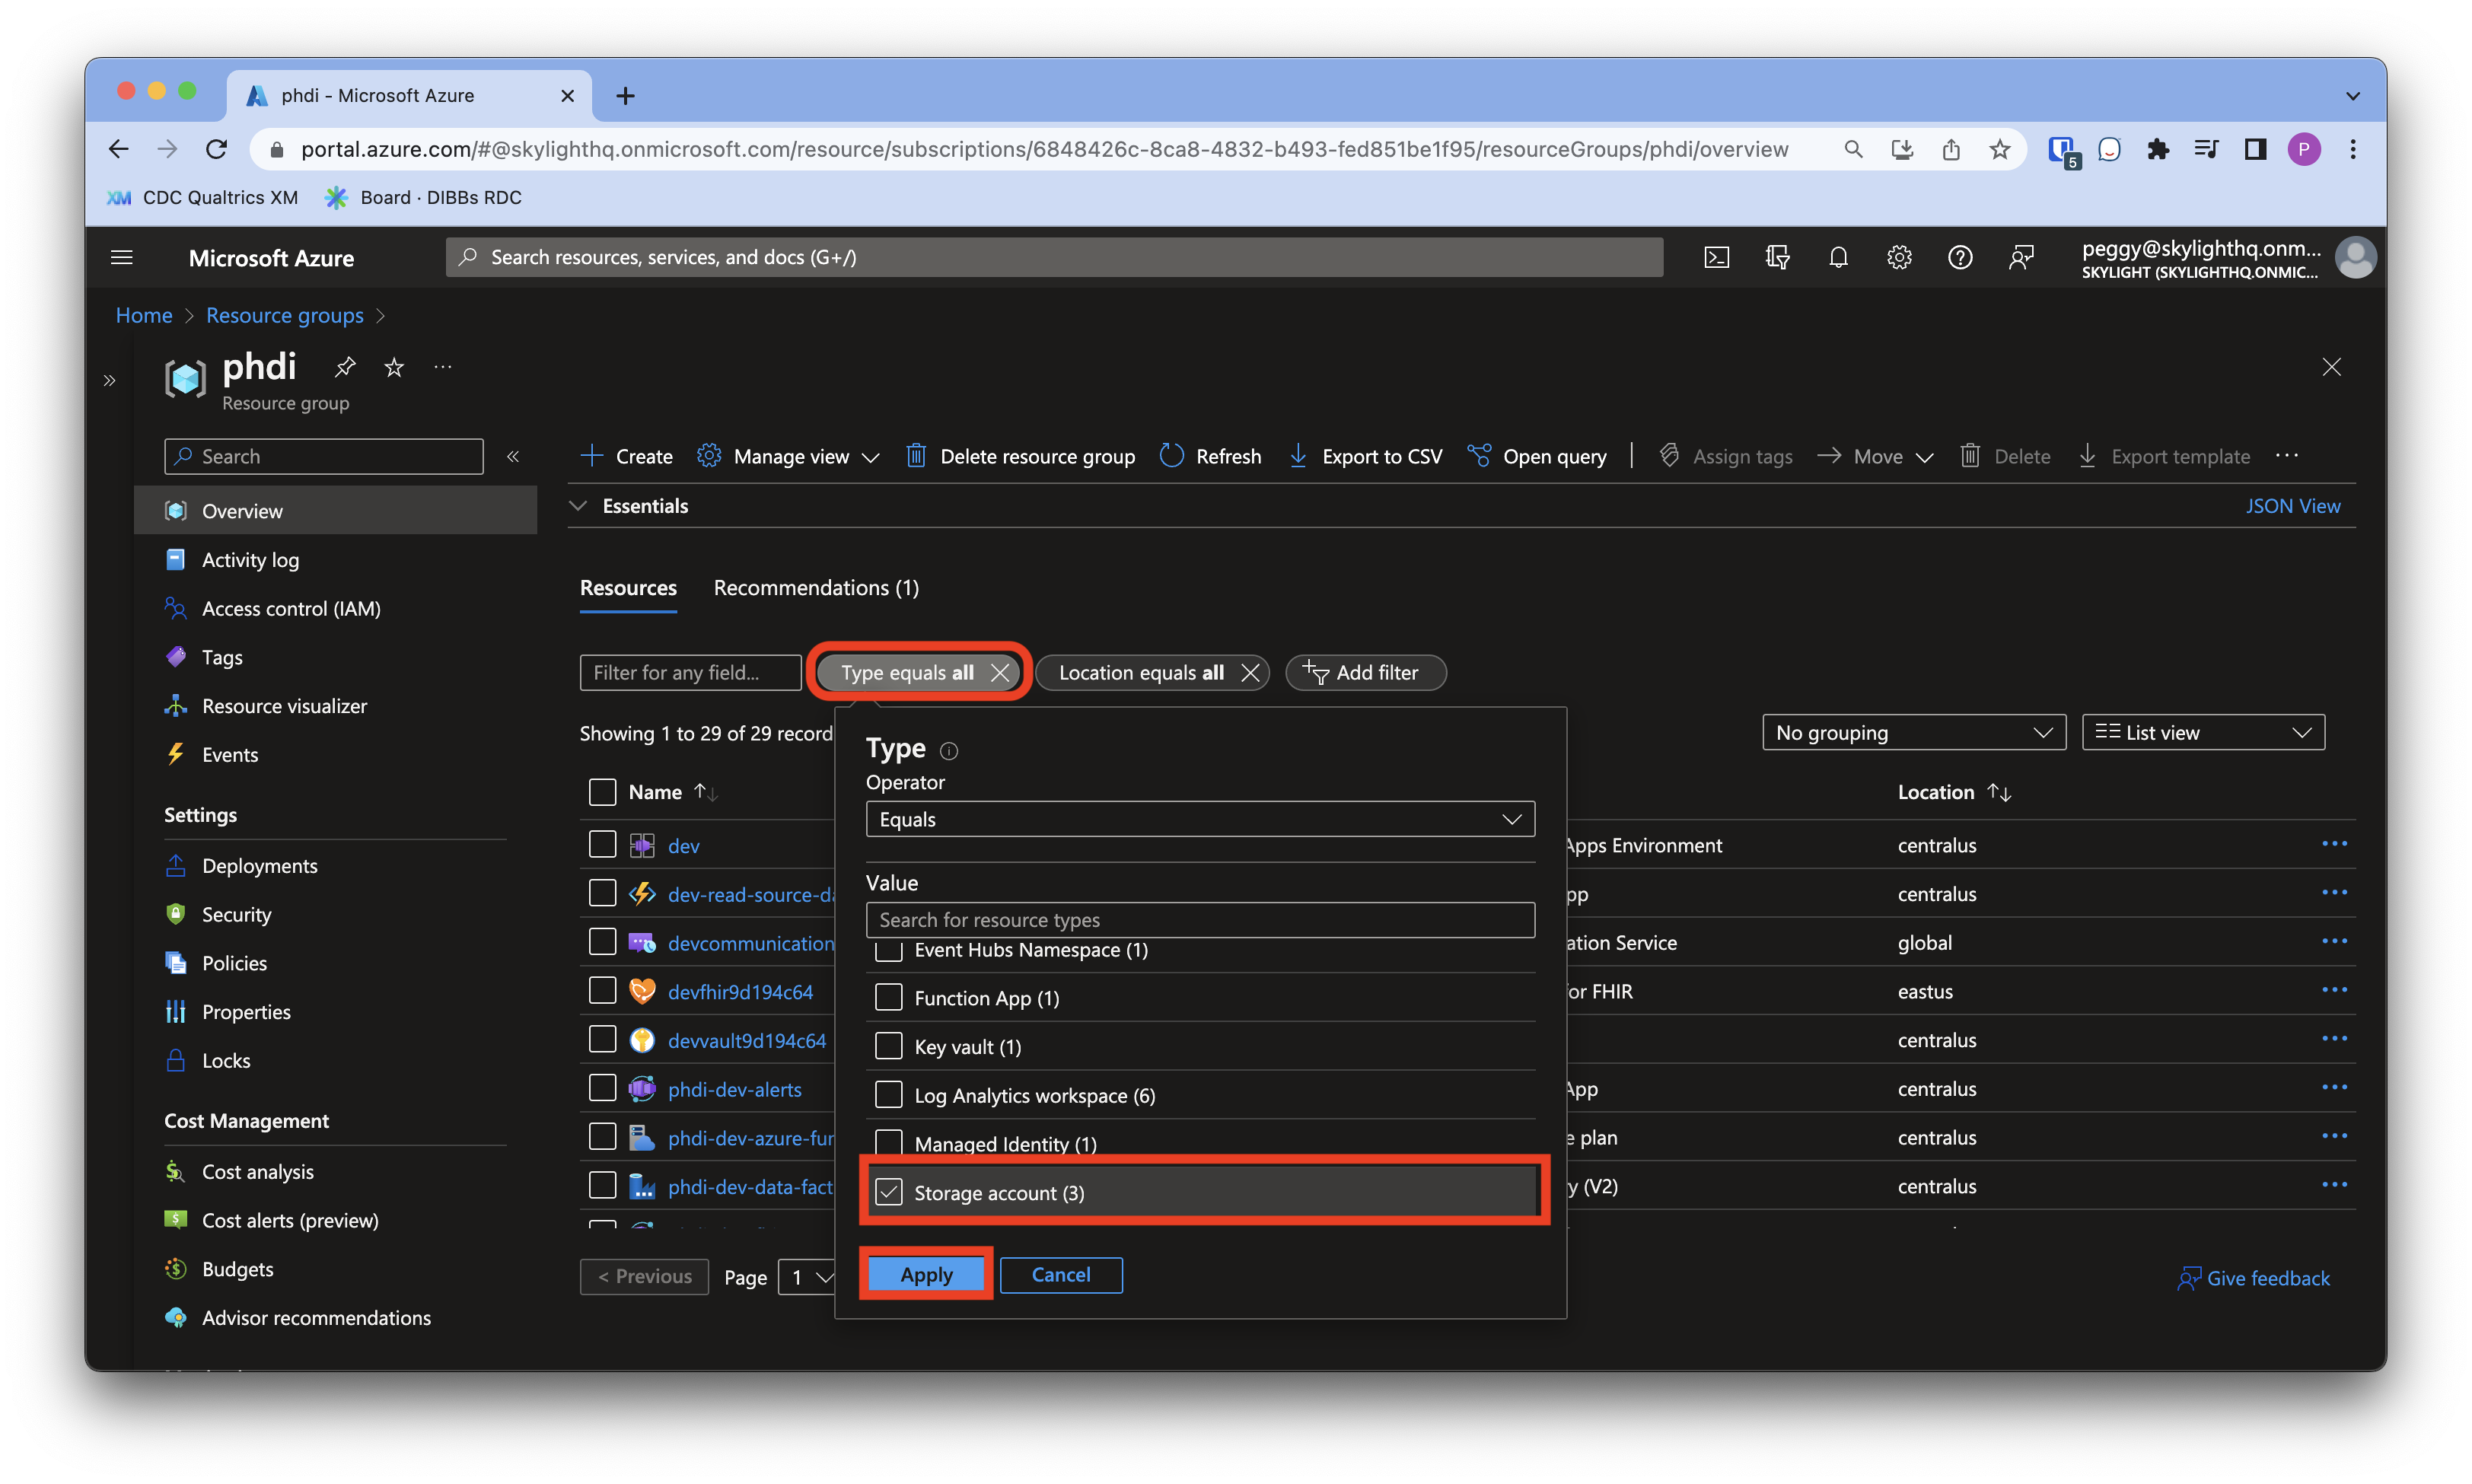 phdi - Microsoft Azure
portal.azure.com/#@skylighthq.onmicrosoft.com/resource/subscriptions/6848426c-8ca8-4832-b493-fed851be1f95/resourceGroups/phdi/overview
5
P
XM CDC Qualtrics XM
Board · DIBBs RDC
Microsoft Azure
Search resources, services, and docs (G+/)
peggy@skylighthq.onm...
SKYLIGHT (SKYLIGHTHQ.ONMIC...
Home > Resource groups >
phdi
Resource group
Search
Overview
Activity log
Access control (IAM)
Tags
Resource visualizer
Events
Settings
Deployments
Security
Policies
Properties
Locks
Cost Management
Cost analysis
Cost alerts (preview)
Budgets
Advisor recommendations
Create Manage view Delete resource group Refresh Export to CSV Open query Assign tags Move Delete Export template
Essentials JSON View
Resources Recommendations (1)
Filter for any field... Type equals all Location equals all Add filter
Showing 1 to 29 of 29 record
No grouping List view
Name Location
dev Apps Environment centralus
dev-read-source-da pp centralus
devcommunication ation Service global
devfhir9d194c64 or FHIR eastus
devvault9d194c64 centralus
phdi-dev-alerts App centralus
phdi-dev-azure-fun e plan centralus
phdi-dev-data-fact y (V2) centralus
< Previous Page 1
Give feedback
Type
Operator
Equals
Value
Search for resource types
Event Hubs Namespace (1)
Function App (1)
Key vault (1)
Log Analytics workspace (6)
Managed Identity (1)
Storage account (3)
Apply Cancel